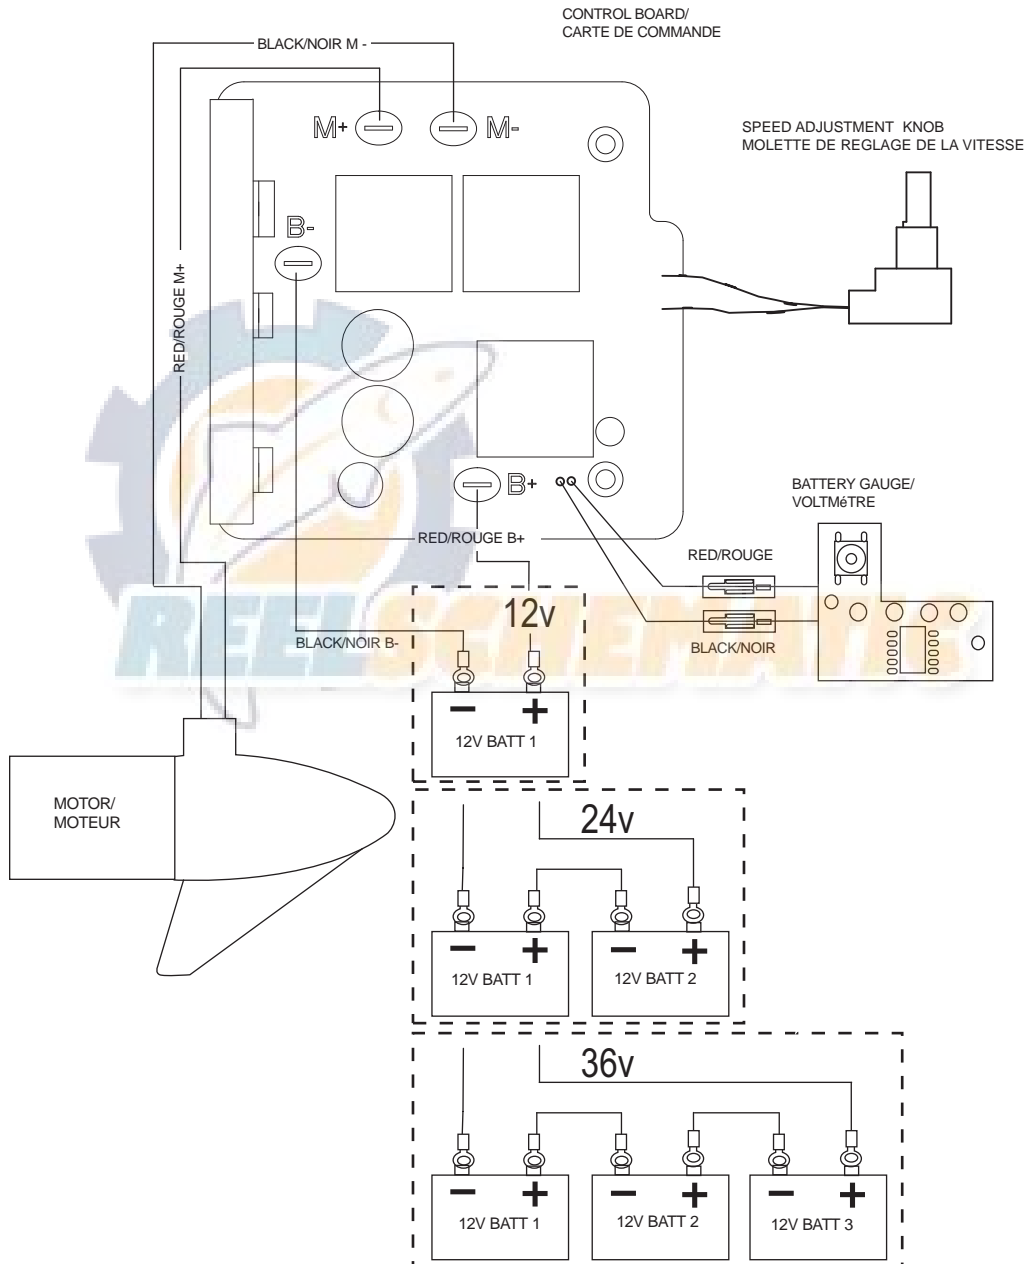 CONTROL BOARD/
CARTE DE COMMANDE
BLACK/NOIR M -
M+
M-
SPEED ADJUSTMENT KNOB
MOLETTE DE REGLAGE DE LA VITESSE
B-
RED/ROUGE M+
B+
BATTERY GAUGE/
VOLTMéTRE
RED/ROUGE B+
RED/ROUGE
12v
REELSCHEMATIC
BLACK/NOIR B-
BLACK/NOIR
12V BATT 1
MOTOR/
MOTEUR
24v
12V BATT 1
12V BATT 2
36v
12V BATT 1
12V BATT 2
12V BATT 3